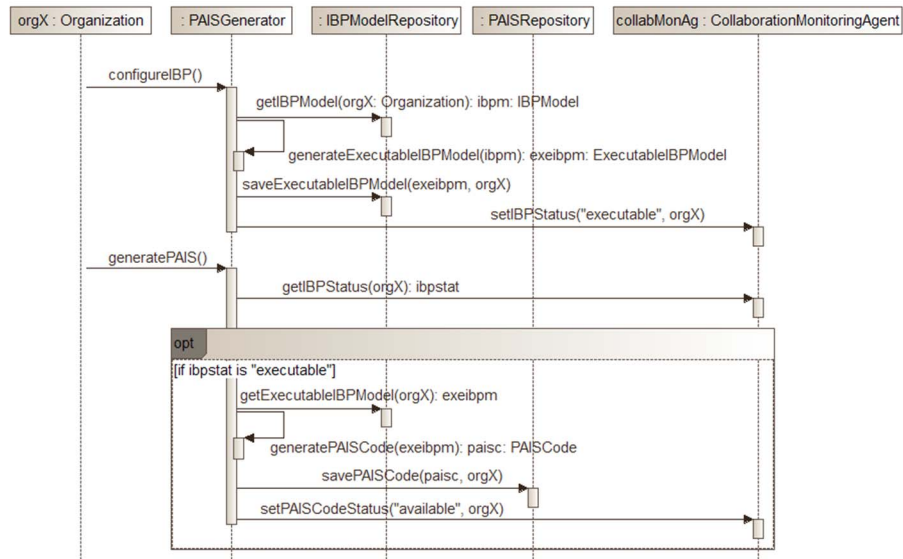 orgX : Organization
: PAISGenerator
: IBPModelRepository
: PAISRepository
collabMonAg : CollaborationMonitoringAgent
configureIBP()
getIBPModel(orgX: Organization): ibpm: IBPModel
generateExecutableIBPModel(ibpm): exeibpm: ExecutableIBPModel
saveExecutableIBPModel(exeibpm, orgX)
setIBPStatus("executable", orgX)
generatePAIS()
getIBPStatus(orgX): ibpstat
opt
[if ibpstat is "executable"]
getExecutableIBPModel(orgX): exeibpm
generatePAISCode(exeibpm): paisc: PAISCode
savePAISCode(paisc, orgX)
setPAISCodeStatus("available", orgX)